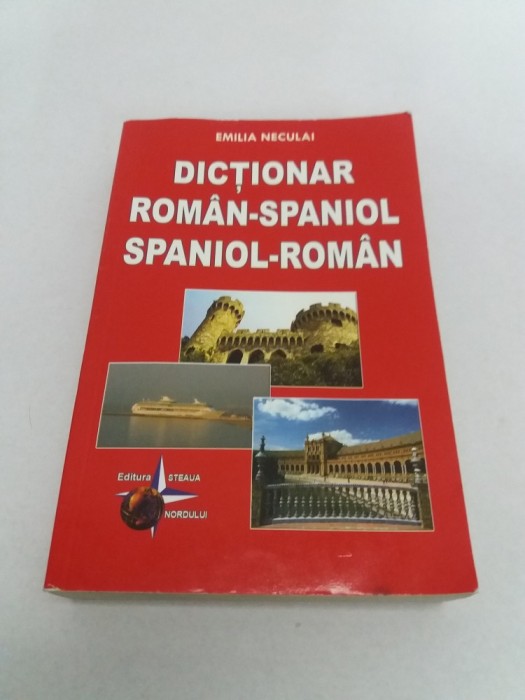 EMILIA NECULAI
DICȚIONAR
ROMÂN-SPANIOL
SPANIOL-ROMÂN
Editura STEAUA
NORDULUI